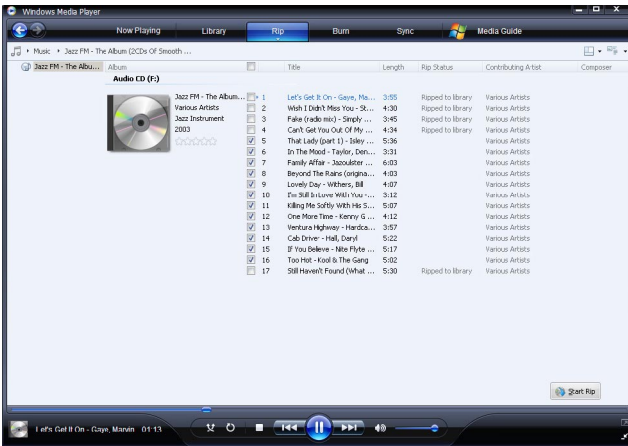 Windows Media Player
Now Playing Library Rip Burn Sync Media Guide
Music Jazz FM - The Album (2CDs Of Smooth ...
Jazz FM - The Albu... Album Title Length Rip Status Contributing Artist Composer
Audio CD (F:)
Jazz FM - The Album... 1 Let's Get It On - Gaye, Ma... 3:55 Ripped to library Various Artists
Various Artists 2 Wish I Didn't Miss You - St... 4:30 Ripped to library Various Artists
Jazz Instrument 3 Fake (radio mix) - Simply ... 3:45 Ripped to library Various Artists
2003 4 Can't Get You Out Of My ... 4:34 Ripped to library Various Artists
5 That Lady (part 1) - Isley ... 5:36 Various Artists
6 In The Mood - Taylor, Den... 3:31 Various Artists
7 Family Affair - Jazoulster ... 6:03 Various Artists
8 Beyond The Rains (origina... 4:03 Various Artists
9 Lovely Day - Withers, Bill 4:07 Various Artists
10 I'm Still In Love With You -... 3:12 Various Artists
11 Killing Me Softly With His S... 5:07 Various Artists
12 One More Time - Kenny G ... 4:12 Various Artists
13 Ventura Highway - Hardca... 3:57 Various Artists
14 Cab Driver - Hall, Daryl 5:22 Various Artists
15 If You Believe - Nite Flyte ... 5:17 Various Artists
16 Too Hot - Kool & The Gang 5:02 Various Artists
17 Still Haven't Found (What ... 5:30 Ripped to library Various Artists
Start Rip
Let's Get It On - Gaye, Marvin 01:13